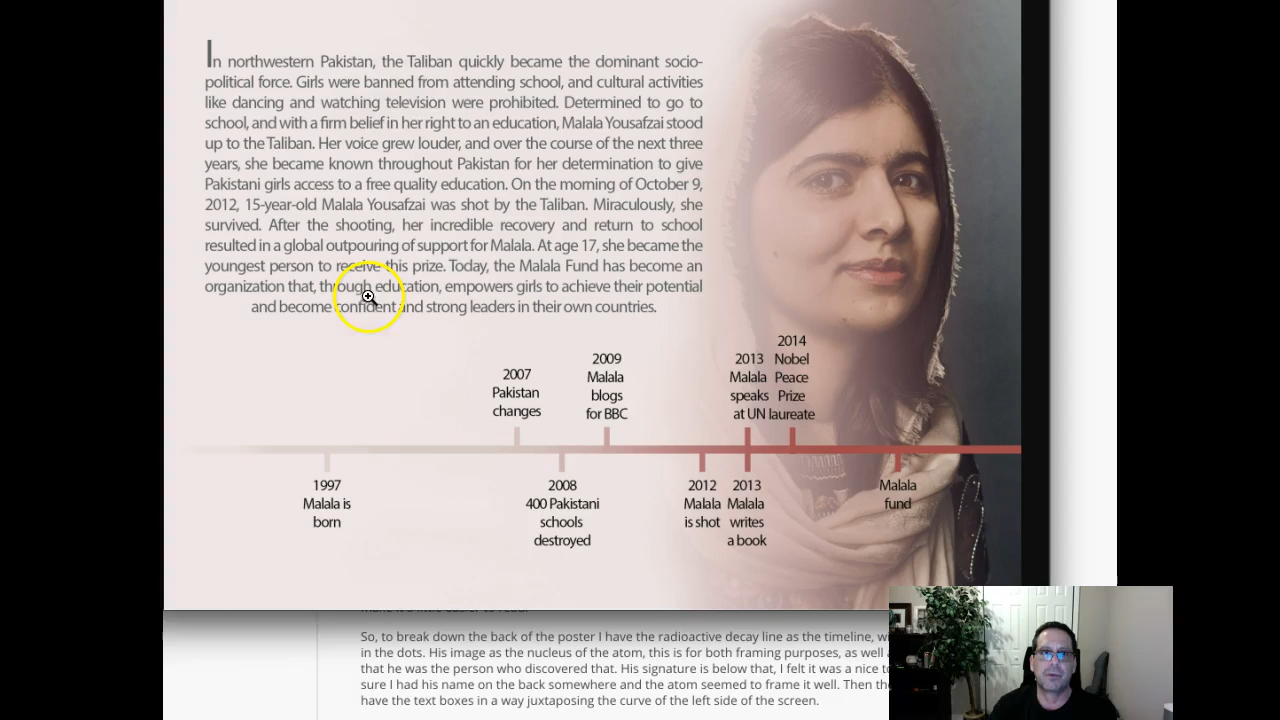 In northwestern Pakistan, the Taliban quickly became the dominant socio-
political force. Girls were banned from attending school, and cultural activities
like dancing and watching television were prohibited. Determined to go to
school, and with a firm belief in her right to an education, Malala Yousafzai stood
up to the Taliban. Her voice grew louder, and over the course of the next three
years, she became known throughout Pakistan for her determination to give
Pakistani girls access to a free quality education. On the morning of October 9,
2012, 15-year-old Malala Yousafzai was shot by the Taliban. Miraculously, she
survived. After the shooting, her incredible recovery and return to school
resulted in a global outpouring of support for Malala. At age 17, she became the
youngest person to receive this prize. Today, the Malala Fund has become an
organization that, through education, empowers girls to achieve their potential
and become confident and strong leaders in their own countries.
2007
Pakistan
changes
2009
Malala
blogs
for BBC
2013
Malala
speaks
at UN
2014
Nobel
Peace
Prize
laureate
1997
Malala is
born
2008
400 Pakistani
schools
destroyed
2012
Malala
is shot
2013
Malala
writes
a book
Malala
fund
So, to break down the back of the poster I have the radioactive decay line as the timeline,
in the dots. His image as the nucleus of the atom, this is for both framing purposes, as well
that he was the person who discovered that. His signature is below that, I felt it was a nice
sure I had his name on the back somewhere and the atom seemed to frame it well. Then
have the text boxes in a way juxtaposing the curve of the left side of the screen.